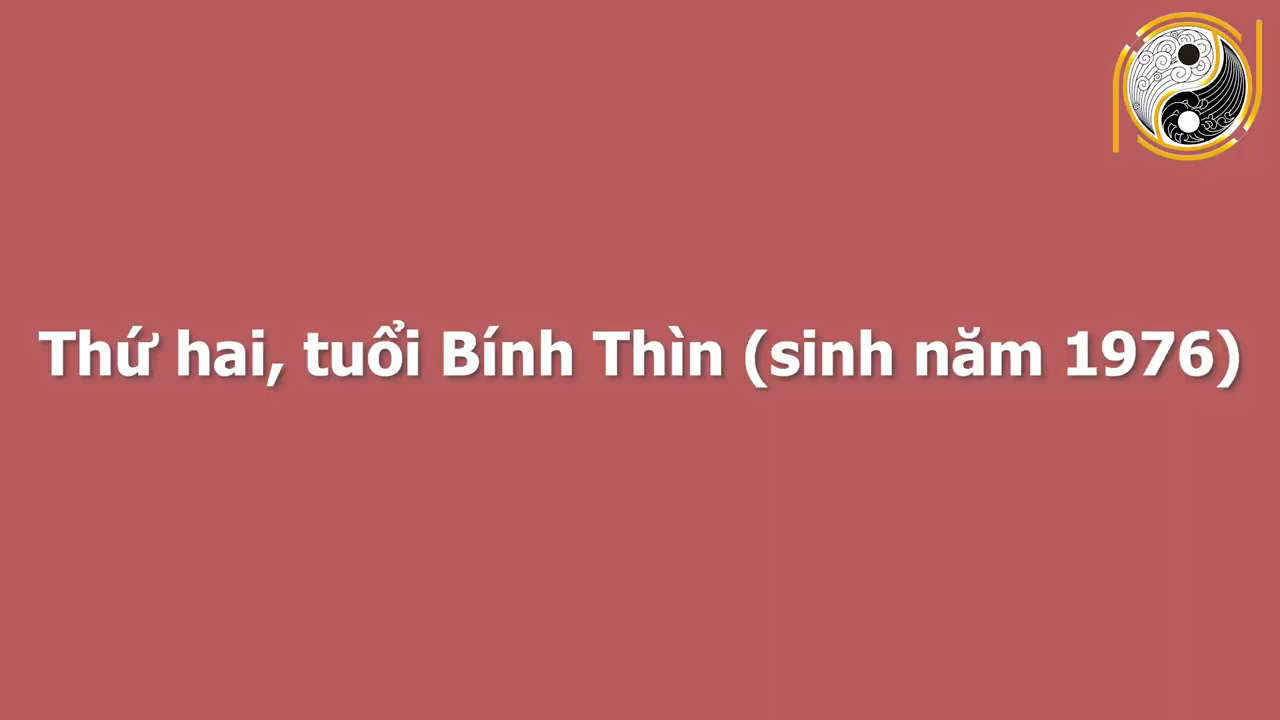 Thứ hai, tuổi Bính Thìn (sinh năm 1976)